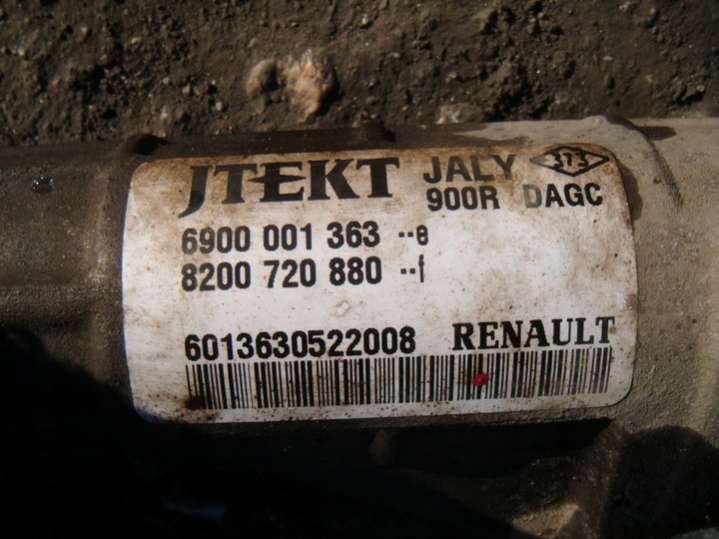 JTEKT JALY 373
900R DAGC
6900 001 363 --e
8200 720 880 --f
6013630522008 RENAULT